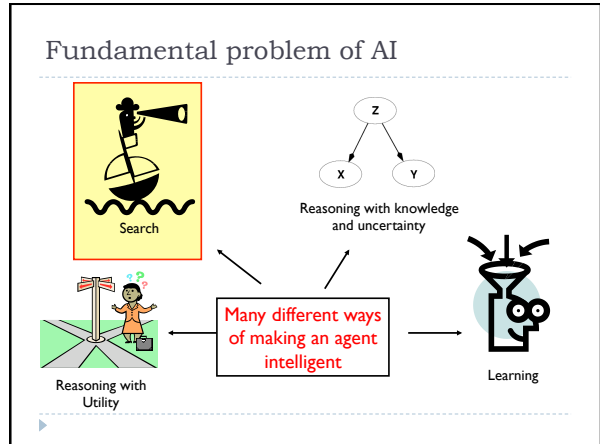 Fundamental problem of AI
Search
Z
X
Y
Reasoning with knowledge
and uncertainty
Many different ways
of making an agent
intelligent
? ? ?
Reasoning with
Utility
Learning